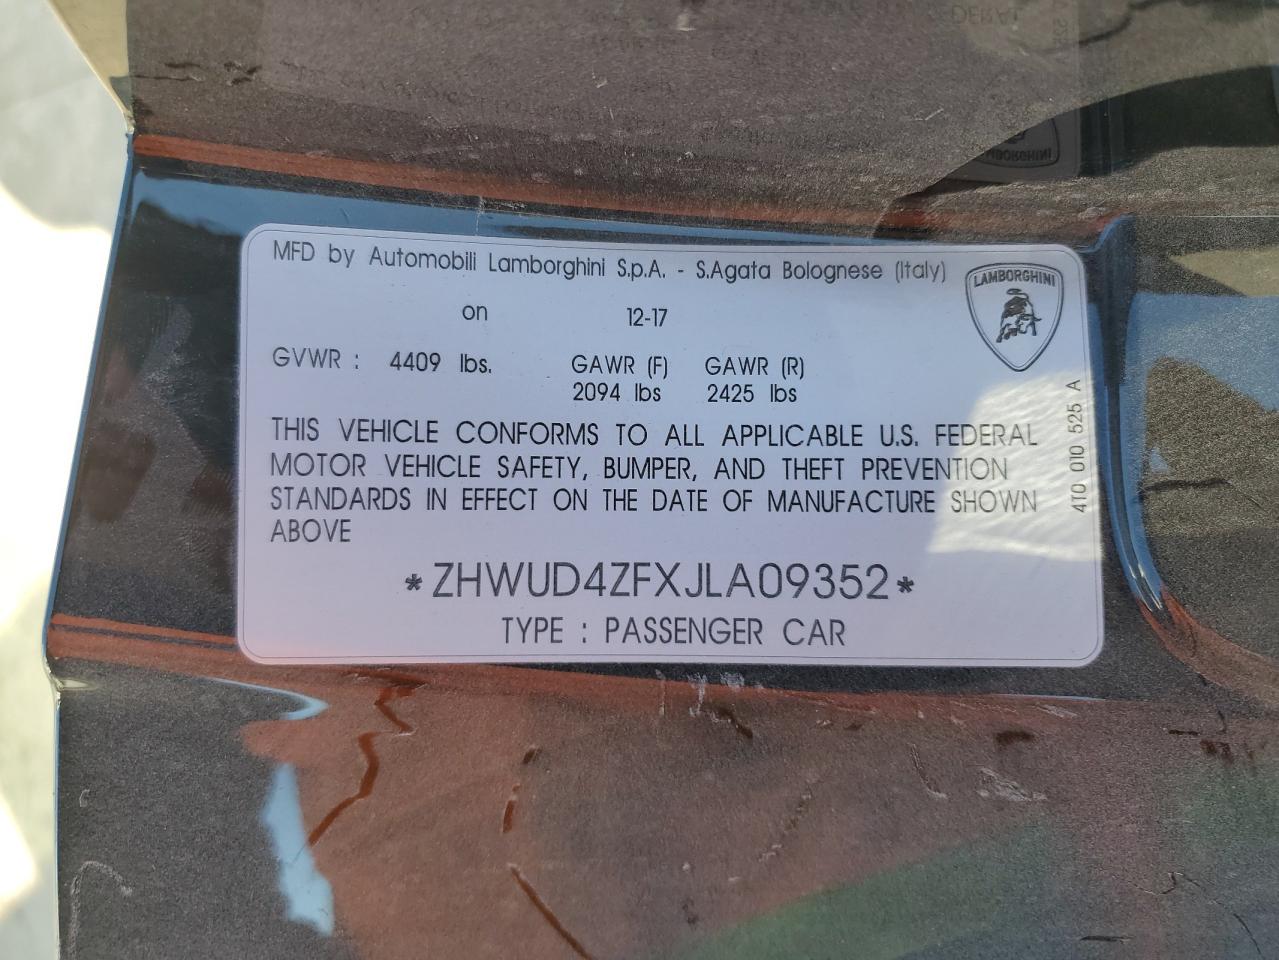 MFD by Automobili Lamborghini S.p.A. - S.Agata Bolognese (Italy)
LAMBORGHINI
on 12-17
GVWR : 4409 lbs. GAWR (F) GAWR (R)
2094 lbs 2425 lbs
THIS VEHICLE CONFORMS TO ALL APPLICABLE U.S. FEDERAL
MOTOR VEHICLE SAFETY, BUMPER, AND THEFT PREVENTION
STANDARDS IN EFFECT ON THE DATE OF MANUFACTURE SHOWN
ABOVE
4T0 010 525 A
*ZHWUD4ZFXJLA09352*
TYPE : PASSENGER CAR